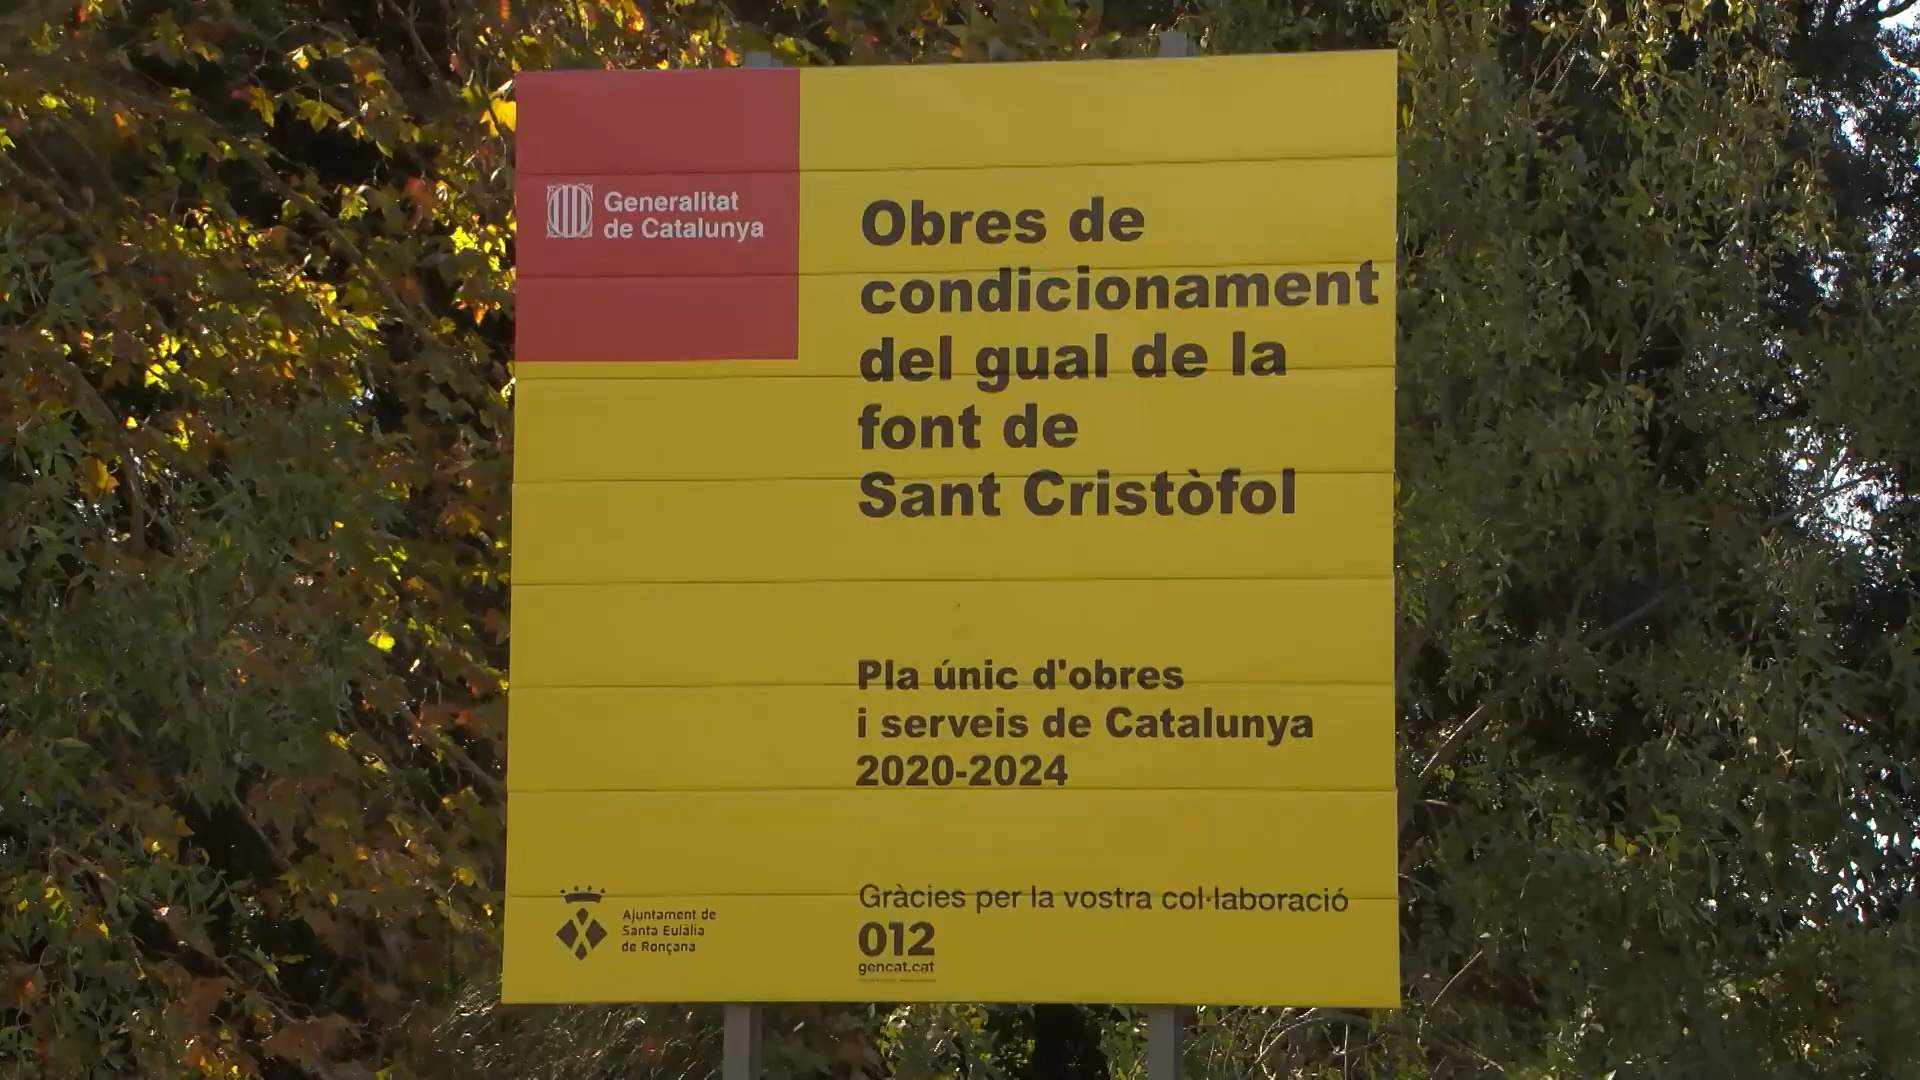 Generalitat
de Catalunya
Obres de
condicionament
del gual de la
font de
Sant Cristòfol
Pla únic d'obres
i serveis de Catalunya
2020-2024
Ajuntament de
Santa Eulàlia
de Ronçana
Gràcies per la vostra col·laboració
012
gencat.cat